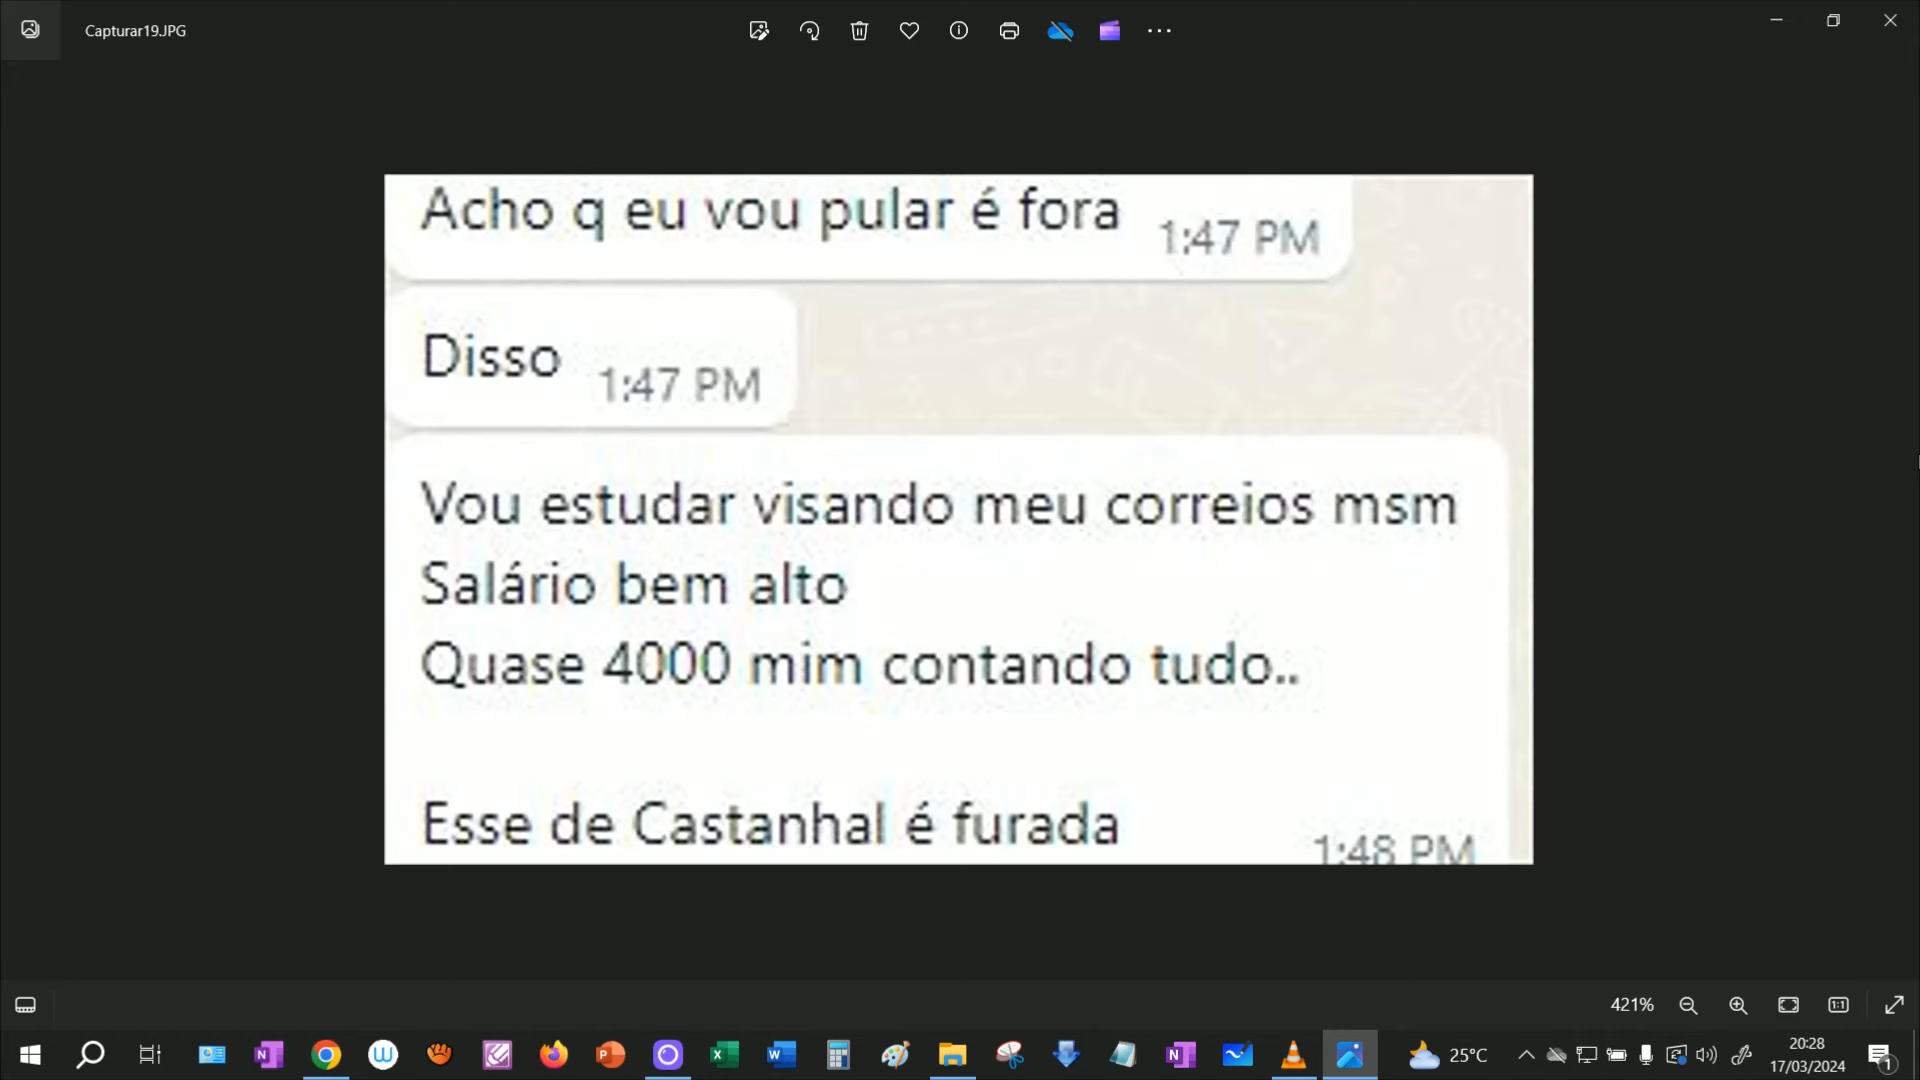 Capturar19.JPG
Acho q eu vou pular é fora
1:47 PM
Disso
1:47 PM
Vou estudar visando meu correios msm
Salário bem alto
Quase 4000 mim contando tudo..
Esse de Castanhal é furada
1:48 PM
421%
25°C
20:28
17/03/2024
1